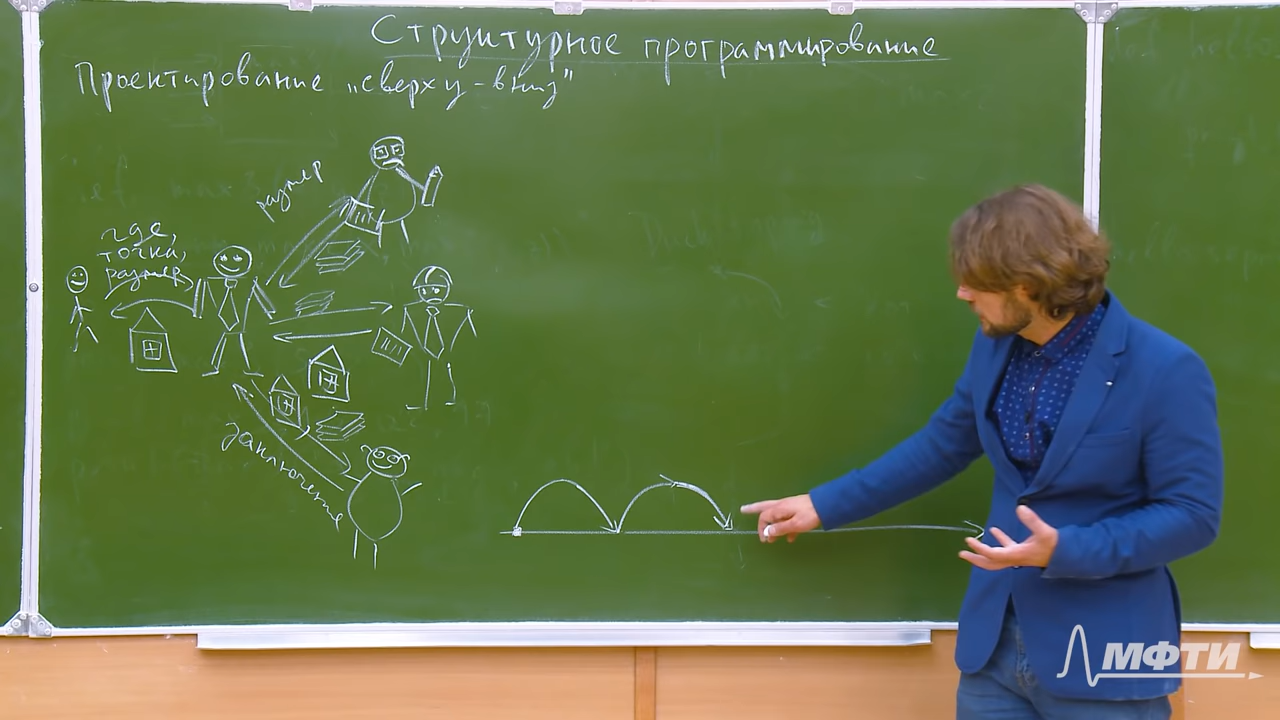 Структурное программирование
Проектирование „сверху-вниз"
размер
где,
точка,
размер
заключение
МФТИ